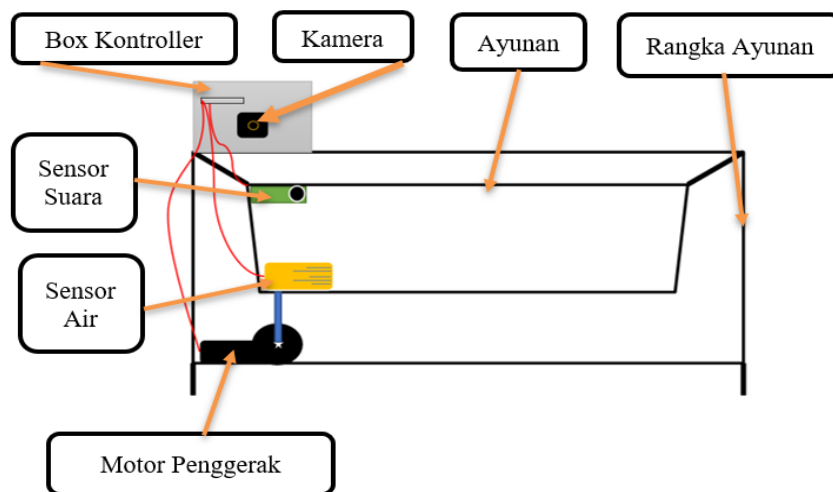 Box Kontroller
Kamera
Ayunan
Rangka Ayunan
Sensor
Suara
Sensor
Air
Motor Penggerak